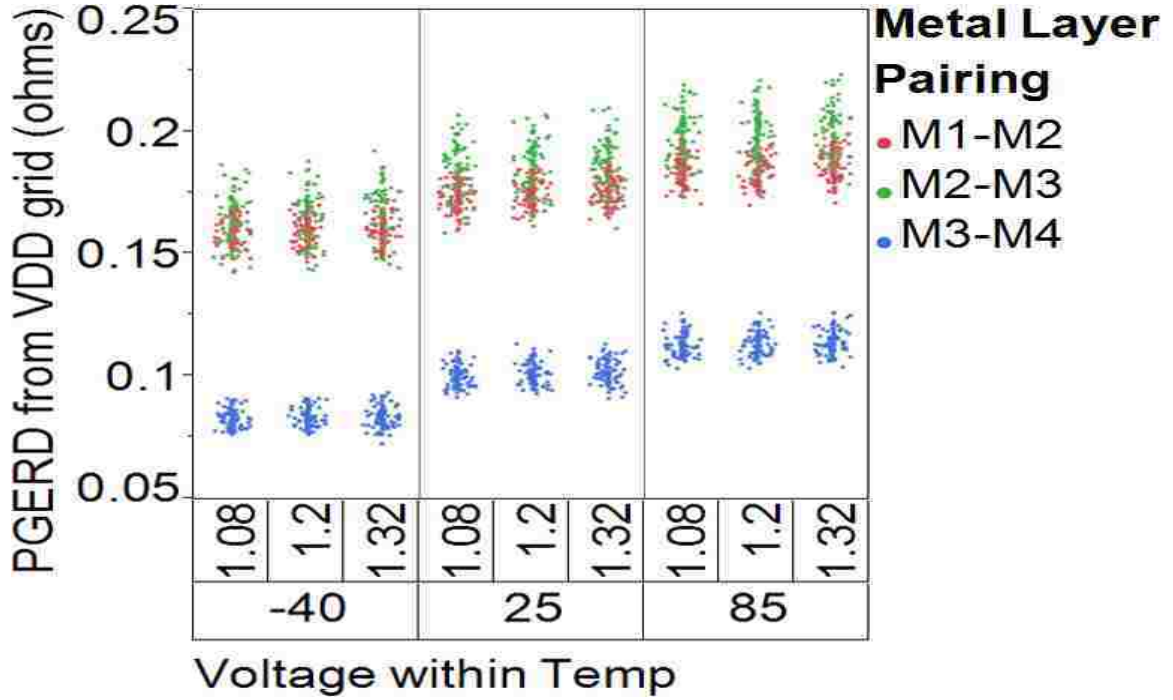 PGERD from VDD grid (ohms)
0.25
0.2
0.15
0.1
0.05
1.08 1.2 1.32 1.08 1.2 1.32 1.08 1.2 1.32
-40 25 85
Voltage within Temp
Metal Layer
Pairing
M1-M2
M2-M3
M3-M4